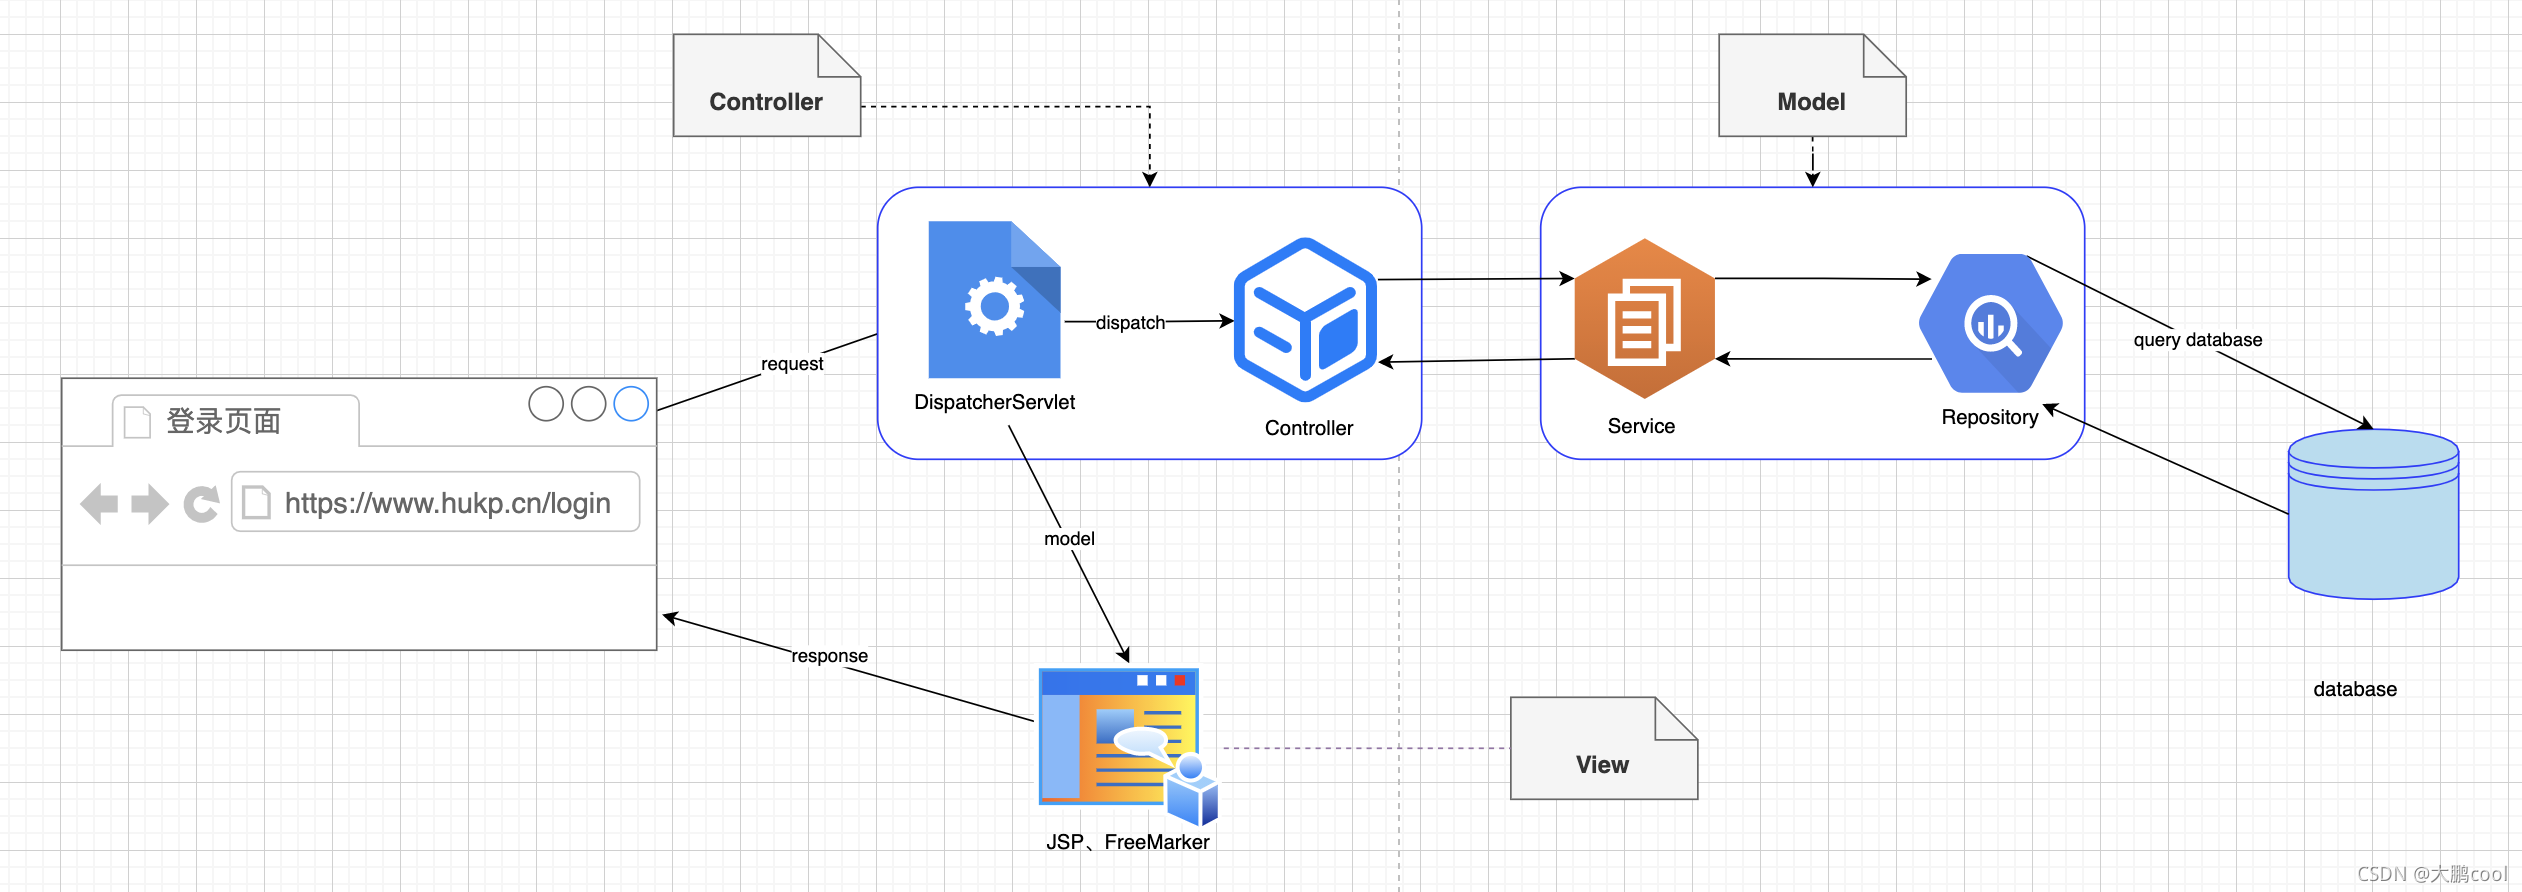 Controller
Model
request
dispatch
DispatcherServlet
Controller
Service
Repository
query database
登录页面
https://www.hukp.cn/login
model
response
database
View
JSP、FreeMarker
CSDN @大鹏cool